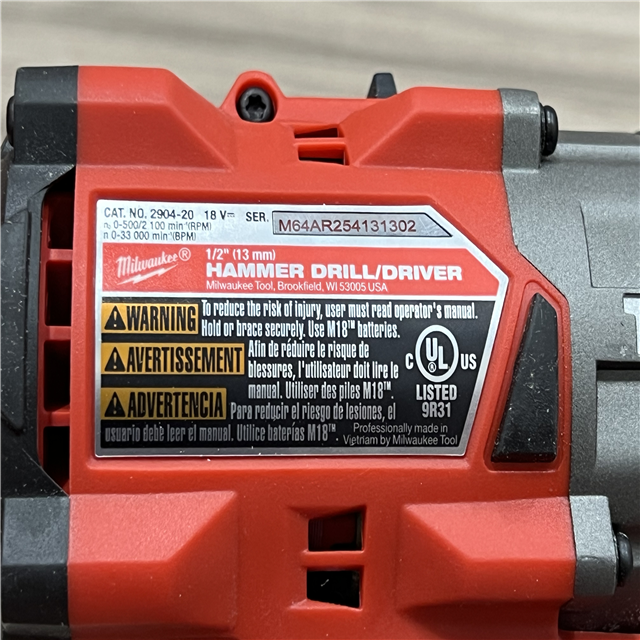 CAT. NO. 2904-20 18 V⎓ SER. M64AR254131302
n₀ 0-500/2 100 min⁻¹(RPM)
n 0-33 000 min⁻¹(BPM)
Milwaukee®
1/2" (13 mm)
HAMMER DRILL/DRIVER
Milwaukee Tool, Brookfield, WI 53005 USA
WARNING To reduce the risk of injury, user must read operator's manual.
Hold or brace securely. Use M18™ batteries.
AVERTISSEMENT Afin de réduire le risque de
blessures, l'utilisateur doit lire le
manual. Utiliser des piles M18™.
ADVERTENCIA Para reducir el riesgo de lesiones, el
usuario debe leer el manual. Utilice baterías M18™.
C UL US
LISTED
9R31
Professionally made in
Vietriam by Milwaukee Tool